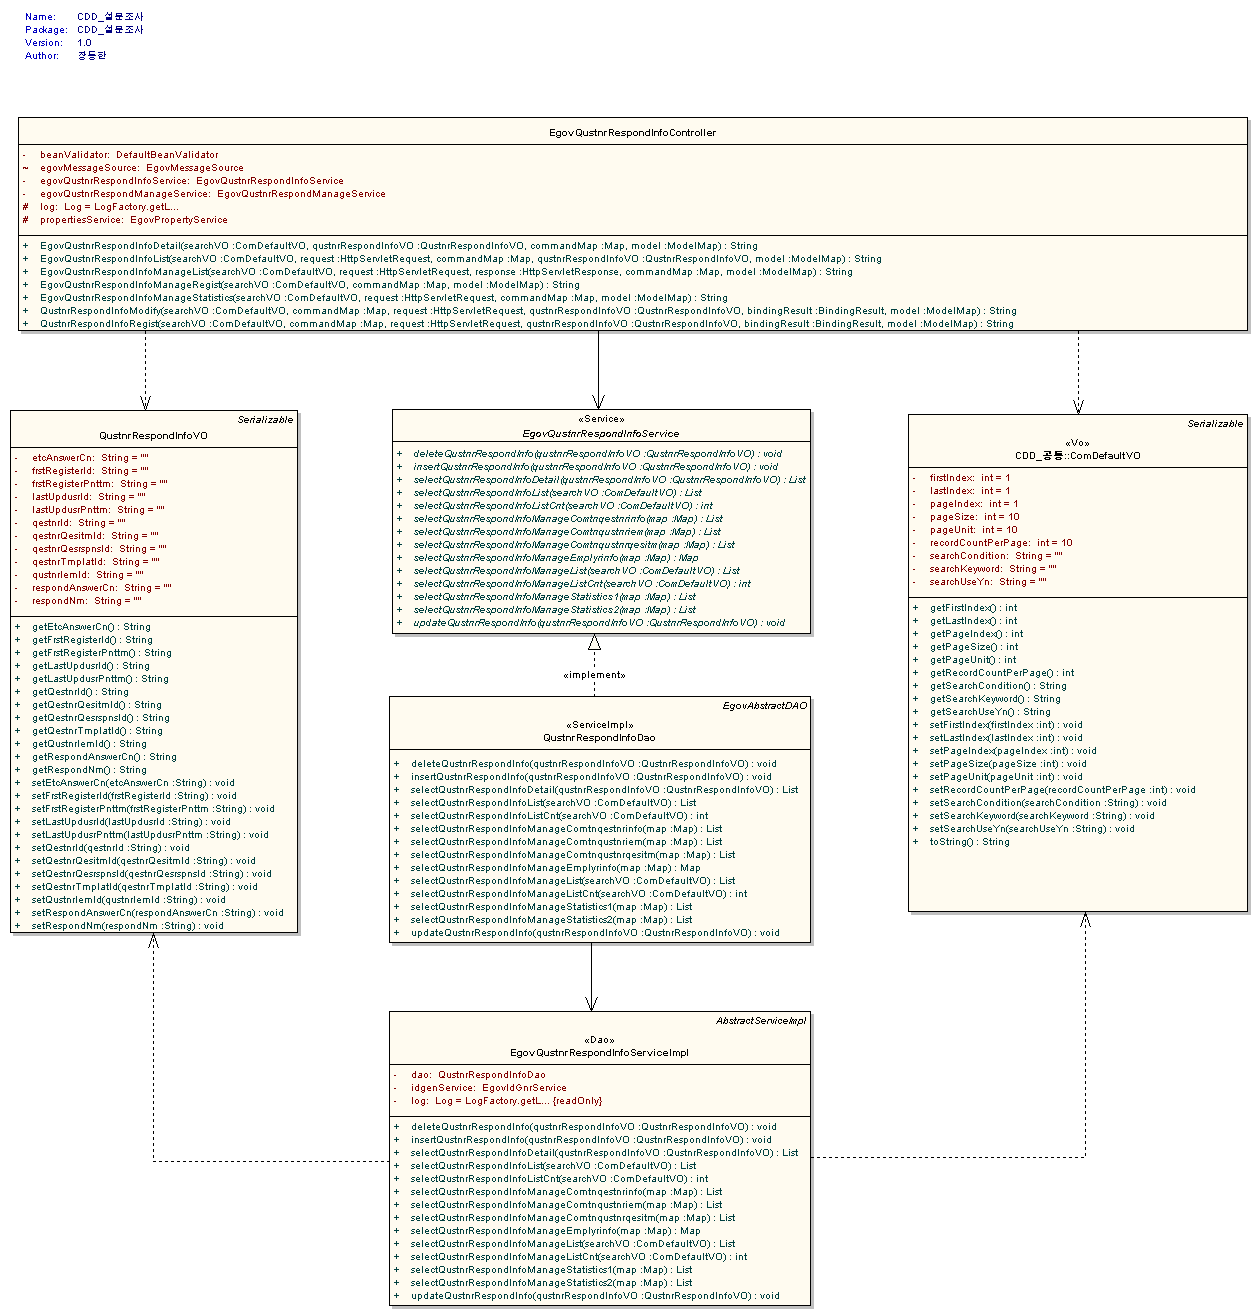 Name: CDD_설문조사
Package: CDD_설문조사
Version: 1.0
Author: 장동한
EgovQustnrRespondInfoController
- beanValidator: DefaultBeanValidator
~ egovMessageSource: EgovMessageSource
- egovQustnrRespondInfoService: EgovQustnrRespondInfoService
- egovQustnrRespondManageService: EgovQustnrRespondManageService
# log: Log = LogFactory.getL...
# propertiesService: EgovPropertyService
+ EgovQustnrRespondInfoDetail(searchVO :ComDefaultVO, qustnrRespondInfoVO :QustnrRespondInfoVO, commandMap :Map, model :ModelMap) : String
+ EgovQustnrRespondInfoList(searchVO :ComDefaultVO, request :HttpServletRequest, commandMap :Map, qustnrRespondInfoVO :QustnrRespondInfoVO, model :ModelMap) : String
+ EgovQustnrRespondInfoManageList(searchVO :ComDefaultVO, request :HttpServletRequest, response :HttpServletResponse, commandMap :Map, model :ModelMap) : String
+ EgovQustnrRespondInfoManageRegist(searchVO :ComDefaultVO, commandMap :Map, model :ModelMap) : String
+ EgovQustnrRespondInfoManageStatistics(searchVO :ComDefaultVO, request :HttpServletRequest, commandMap :Map, model :ModelMap) : String
+ QustnrRespondInfoModify(searchVO :ComDefaultVO, commandMap :Map, request :HttpServletRequest, qustnrRespondInfoVO :QustnrRespondInfoVO, bindingResult :BindingResult, model :ModelMap) : String
+ QustnrRespondInfoRegist(searchVO :ComDefaultVO, commandMap :Map, request :HttpServletRequest, qustnrRespondInfoVO :QustnrRespondInfoVO, bindingResult :BindingResult, model :ModelMap) : String
Serializable
QustnrRespondInfoVO
- etcAnswerCn: String = ""
- frstRegisterId: String = ""
- frstRegisterPnttm: String = ""
- lastUpdusrId: String = ""
- lastUpdusrPnttm: String = ""
- qestnrId: String = ""
- qestnrQesitmId: String = ""
- qestnrQesrspnsId: String = ""
- qestnrTmplatId: String = ""
- qustnrIemId: String = ""
- respondAnswerCn: String = ""
- respondNm: String = ""
+ getEtcAnswerCn() : String
+ getFrstRegisterId() : String
+ getFrstRegisterPnttm() : String
+ getLastUpdusrId() : String
+ getLastUpdusrPnttm() : String
+ getQestnrId() : String
+ getQestnrQesitmId() : String
+ getQestnrQesrspnsId() : String
+ getQestnrTmplatId() : String
+ getQustnrIemId() : String
+ getRespondAnswerCn() : String
+ getRespondNm() : String
+ setEtcAnswerCn(etcAnswerCn :String) : void
+ setFrstRegisterId(frstRegisterId :String) : void
+ setFrstRegisterPnttm(frstRegisterPnttm :String) : void
+ setLastUpdusrId(lastUpdusrId :String) : void
+ setLastUpdusrPnttm(lastUpdusrPnttm :String) : void
+ setQestnrId(qestnrId :String) : void
+ setQestnrQesitmId(qestnrQesitmId :String) : void
+ setQestnrQesrspnsId(qestnrQesrspnsId :String) : void
+ setQestnrTmplatId(qestnrTmplatId :String) : void
+ setQustnrIemId(qustnrIemId :String) : void
+ setRespondAnswerCn(respondAnswerCn :String) : void
+ setRespondNm(respondNm :String) : void
«Service»
EgovQustnrRespondInfoService
+ deleteQustnrRespondInfo(qustnrRespondInfoVO :QustnrRespondInfoVO) : void
+ insertQustnrRespondInfo(qustnrRespondInfoVO :QustnrRespondInfoVO) : void
+ selectQustnrRespondInfoDetail(qustnrRespondInfoVO :QustnrRespondInfoVO) : List
+ selectQustnrRespondInfoList(searchVO :ComDefaultVO) : List
+ selectQustnrRespondInfoListCnt(searchVO :ComDefaultVO) : int
+ selectQustnrRespondInfoManageComtnqestnrinfo(map :Map) : List
+ selectQustnrRespondInfoManageComtnqustnriem(map :Map) : List
+ selectQustnrRespondInfoManageComtnqustnrqesitm(map :Map) : List
+ selectQustnrRespondInfoManageEmplyrinfo(map :Map) : Map
+ selectQustnrRespondInfoManageList(searchVO :ComDefaultVO) : List
+ selectQustnrRespondInfoManageListCnt(searchVO :ComDefaultVO) : int
+ selectQustnrRespondInfoManageStatistics1(map :Map) : List
+ selectQustnrRespondInfoManageStatistics2(map :Map) : List
+ updateQustnrRespondInfo(qustnrRespondInfoVO :QustnrRespondInfoVO) : void
Serializable
«Vo»
CDD_공통::ComDefaultVO
- firstIndex: int = 1
- lastIndex: int = 1
- pageIndex: int = 1
- pageSize: int = 10
- pageUnit: int = 10
- recordCountPerPage: int = 10
- searchCondition: String = ""
- searchKeyword: String = ""
- searchUseYn: String = ""
+ getFirstIndex() : int
+ getLastIndex() : int
+ getPageIndex() : int
+ getPageSize() : int
+ getPageUnit() : int
+ getRecordCountPerPage() : int
+ getSearchCondition() : String
+ getSearchKeyword() : String
+ getSearchUseYn() : String
+ setFirstIndex(firstIndex :int) : void
+ setLastIndex(lastIndex :int) : void
+ setPageIndex(pageIndex :int) : void
+ setPageSize(pageSize :int) : void
+ setPageUnit(pageUnit :int) : void
+ setRecordCountPerPage(recordCountPerPage :int) : void
+ setSearchCondition(searchCondition :String) : void
+ setSearchKeyword(searchKeyword :String) : void
+ setSearchUseYn(searchUseYn :String) : void
+ toString() : String
«implement»
EgovAbstractDAO
«ServiceImpl»
QustnrRespondInfoDao
+ deleteQustnrRespondInfo(qustnrRespondInfoVO :QustnrRespondInfoVO) : void
+ insertQustnrRespondInfo(qustnrRespondInfoVO :QustnrRespondInfoVO) : void
+ selectQustnrRespondInfoDetail(qustnrRespondInfoVO :QustnrRespondInfoVO) : List
+ selectQustnrRespondInfoList(searchVO :ComDefaultVO) : List
+ selectQustnrRespondInfoListCnt(searchVO :ComDefaultVO) : int
+ selectQustnrRespondInfoManageComtnqestnrinfo(map :Map) : List
+ selectQustnrRespondInfoManageComtnqustnriem(map :Map) : List
+ selectQustnrRespondInfoManageComtnqustnrqesitm(map :Map) : List
+ selectQustnrRespondInfoManageEmplyrinfo(map :Map) : Map
+ selectQustnrRespondInfoManageList(searchVO :ComDefaultVO) : List
+ selectQustnrRespondInfoManageListCnt(searchVO :ComDefaultVO) : int
+ selectQustnrRespondInfoManageStatistics1(map :Map) : List
+ selectQustnrRespondInfoManageStatistics2(map :Map) : List
+ updateQustnrRespondInfo(qustnrRespondInfoVO :QustnrRespondInfoVO) : void
AbstractServiceImpl
«Dao»
EgovQustnrRespondInfoServiceImpl
- dao: QustnrRespondInfoDao
- idgenService: EgovIdGnrService
- log: Log = LogFactory.getL... {readOnly}
+ deleteQustnrRespondInfo(qustnrRespondInfoVO :QustnrRespondInfoVO) : void
+ insertQustnrRespondInfo(qustnrRespondInfoVO :QustnrRespondInfoVO) : void
+ selectQustnrRespondInfoDetail(qustnrRespondInfoVO :QustnrRespondInfoVO) : List
+ selectQustnrRespondInfoList(searchVO :ComDefaultVO) : List
+ selectQustnrRespondInfoListCnt(searchVO :ComDefaultVO) : int
+ selectQustnrRespondInfoManageComtnqestnrinfo(map :Map) : List
+ selectQustnrRespondInfoManageComtnqustnriem(map :Map) : List
+ selectQustnrRespondInfoManageComtnqustnrqesitm(map :Map) : List
+ selectQustnrRespondInfoManageEmplyrinfo(map :Map) : Map
+ selectQustnrRespondInfoManageList(searchVO :ComDefaultVO) : List
+ selectQustnrRespondInfoManageListCnt(searchVO :ComDefaultVO) : int
+ selectQustnrRespondInfoManageStatistics1(map :Map) : List
+ selectQustnrRespondInfoManageStatistics2(map :Map) : List
+ updateQustnrRespondInfo(qustnrRespondInfoVO :QustnrRespondInfoVO) : void